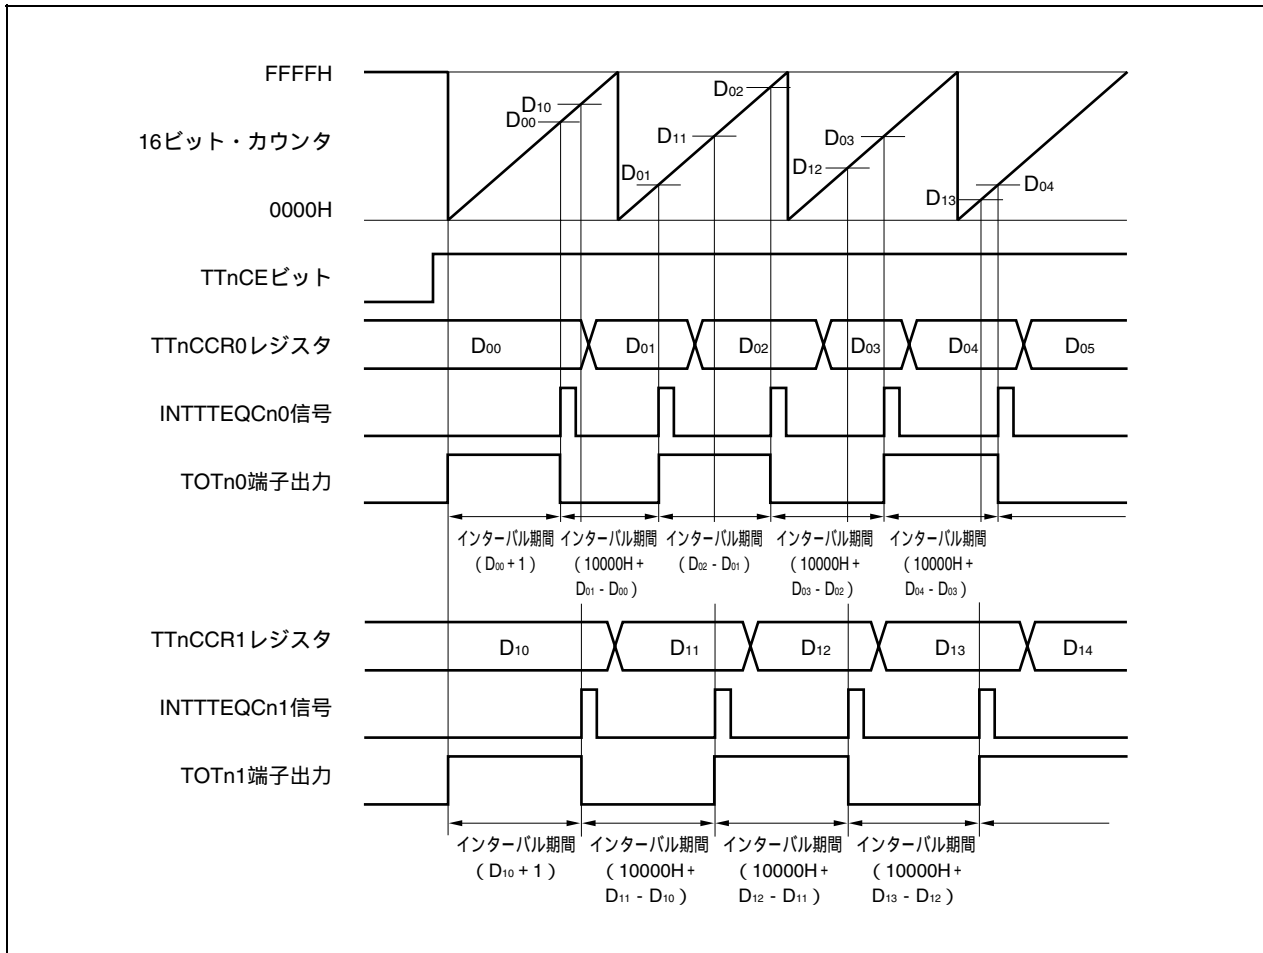 FFFFH
D10
D00
16ビット・カウンタ
D01
D11
D02
D12
D03
D13
D04
0000H
TTnCEビット
TTnCCR0レジスタ
D00
D01
D02
D03
D04
D05
INTTTEQCn0信号
TOTn0端子出力
インターバル期間
(D00 + 1)
インターバル期間
(10000H +
D01 - D00)
インターバル期間
(D02 - D01)
インターバル期間
(10000H +
D03 - D02)
インターバル期間
(10000H +
D04 - D03)
TTnCCR1レジスタ
D10
D11
D12
D13
D14
INTTTEQCn1信号
TOTn1端子出力
インターバル期間
(D10 + 1)
インターバル期間
(10000H +
D11 - D10)
インターバル期間
(10000H +
D12 - D11)
インターバル期間
(10000H +
D13 - D12)